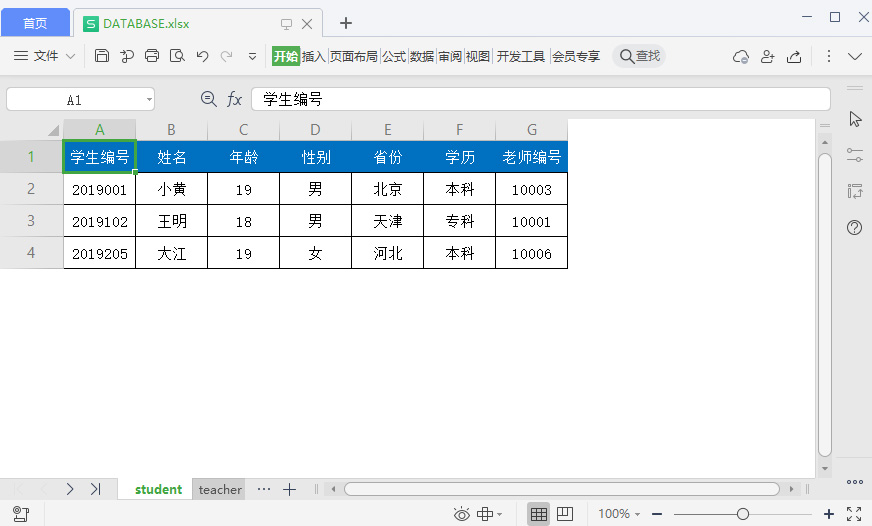 首页 S DATABASE.xlsx
文件 开始 插入 页面布局 公式 数据 审阅 视图 开发工具 会员专享 查找
A1 fx 学生编号
A B C D E F G
1 学生编号 姓名 年龄 性别 省份 学历 老师编号
2 2019001 小黄 19 男 北京 本科 10003
3 2019102 王明 18 男 天津 专科 10001
4 2019205 大江 19 女 河北 本科 10006
student teacher ···
100%